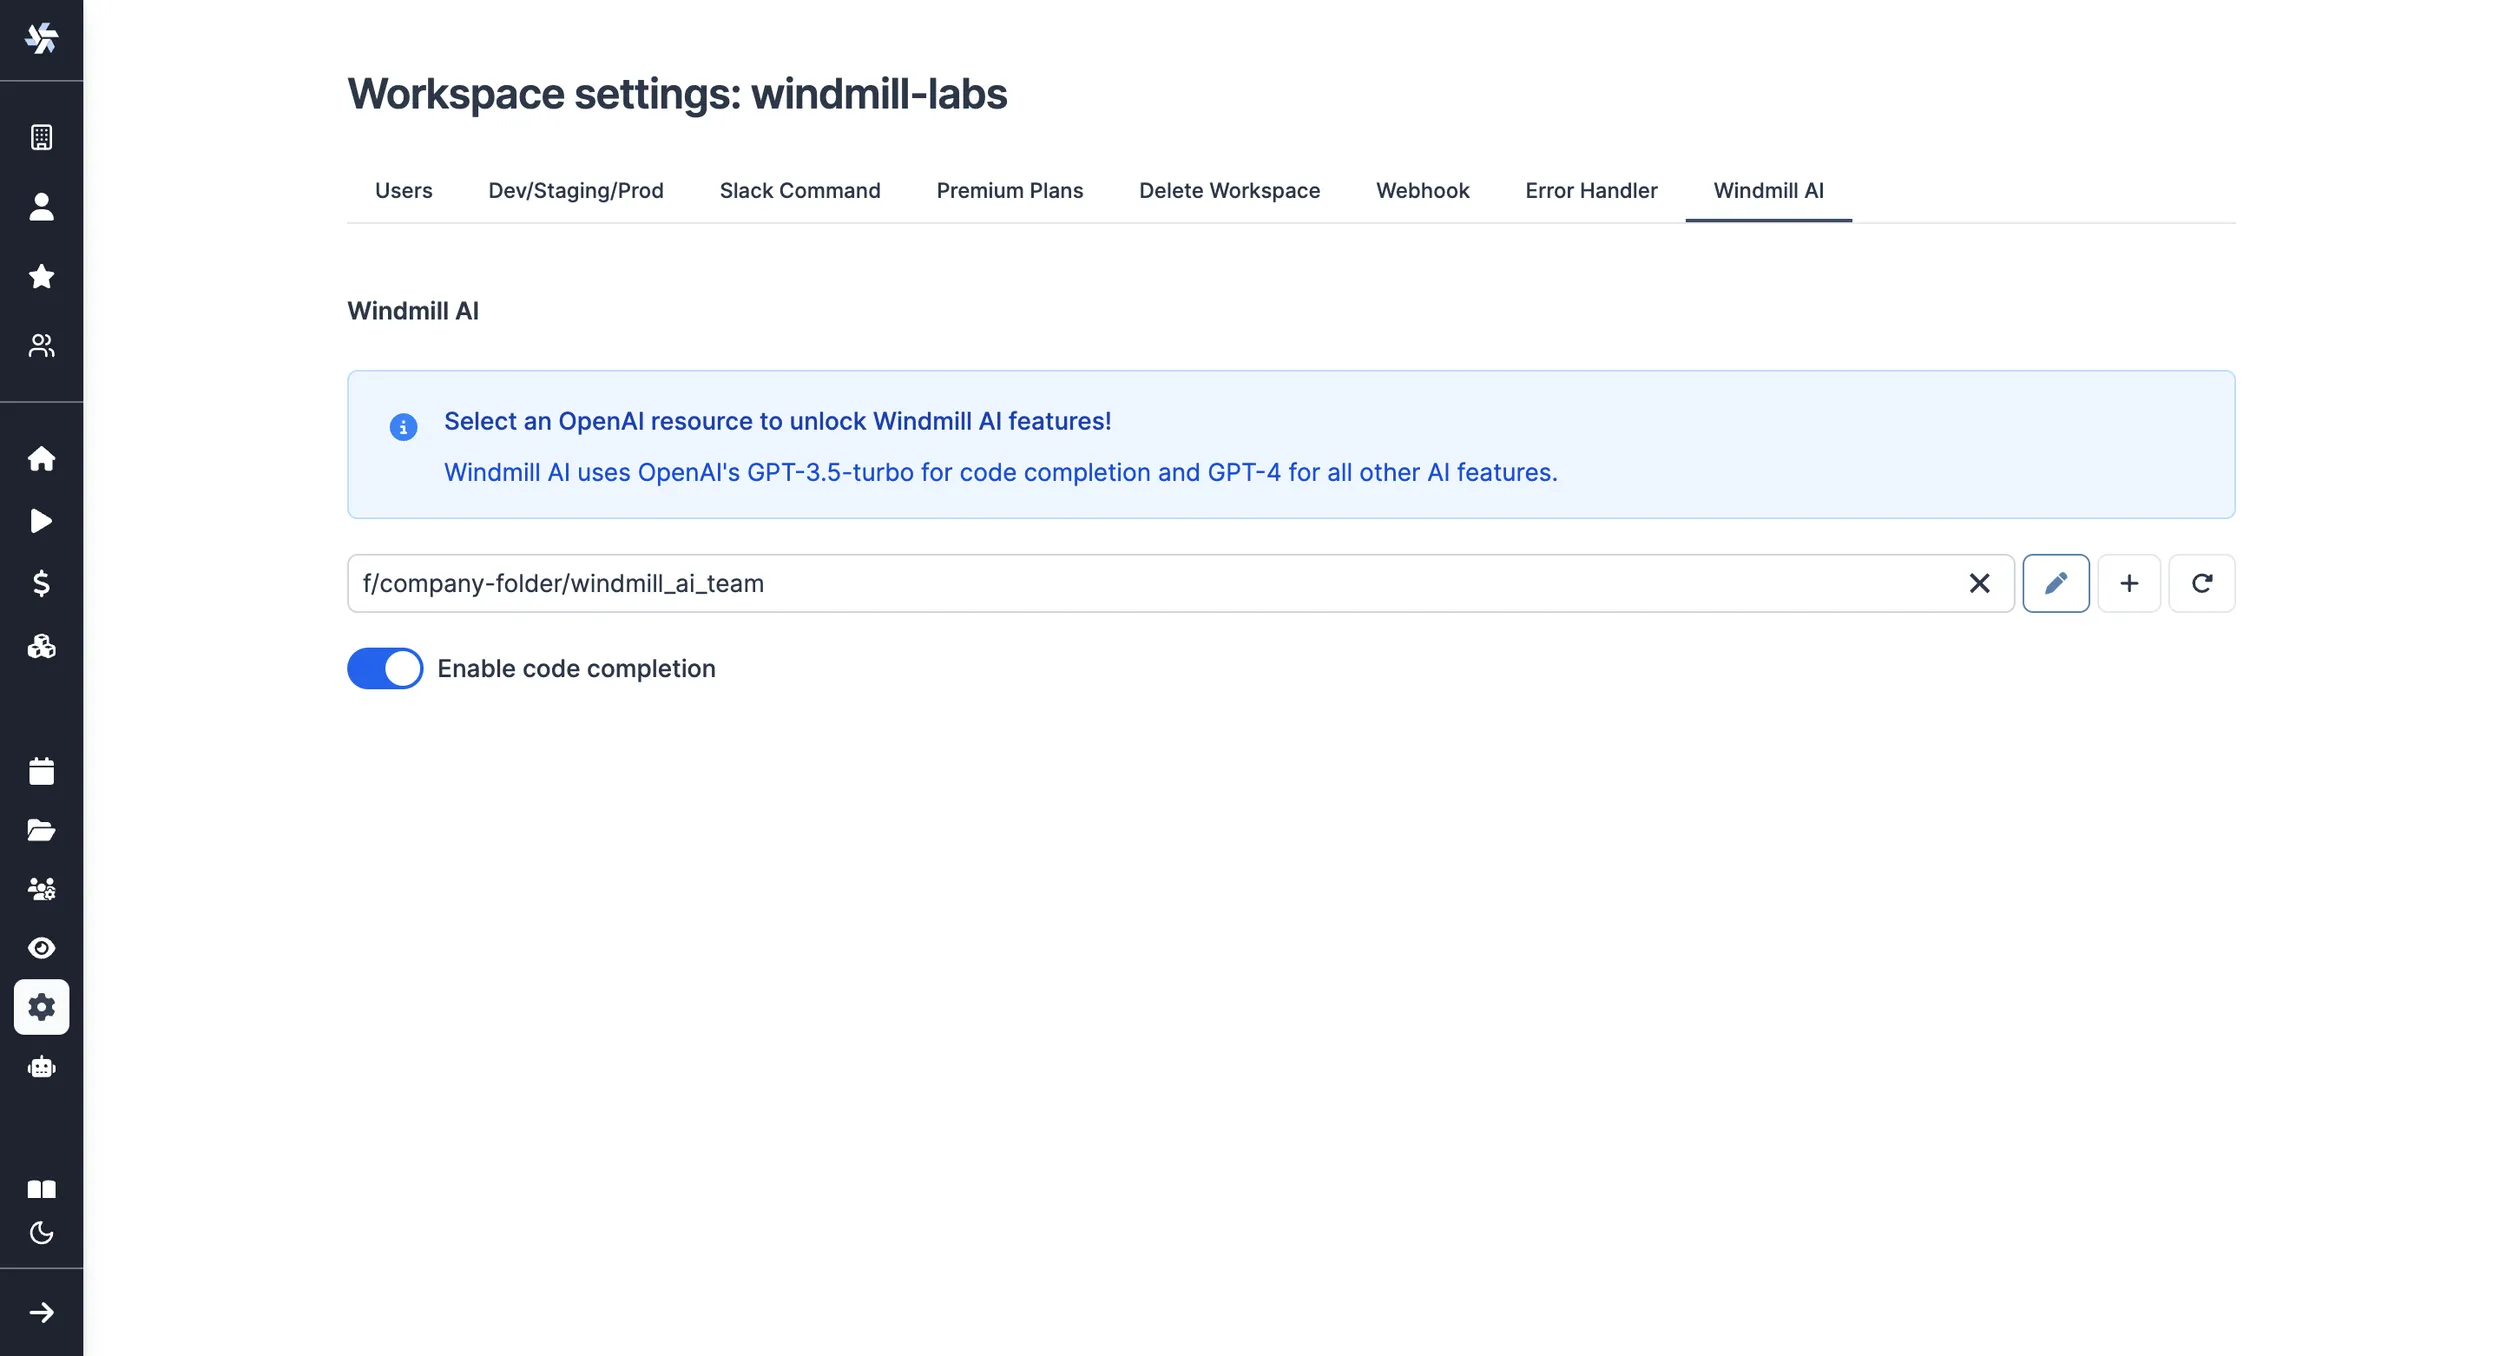 Workspace settings: windmill-labs
Users Dev/Staging/Prod Slack Command Premium Plans Delete Workspace Webhook Error Handler Windmill AI
Windmill AI
Select an OpenAI resource to unlock Windmill AI features!
Windmill AI uses OpenAI's GPT-3.5-turbo for code completion and GPT-4 for all other AI features.
f/company-folder/windmill_ai_team
Enable code completion